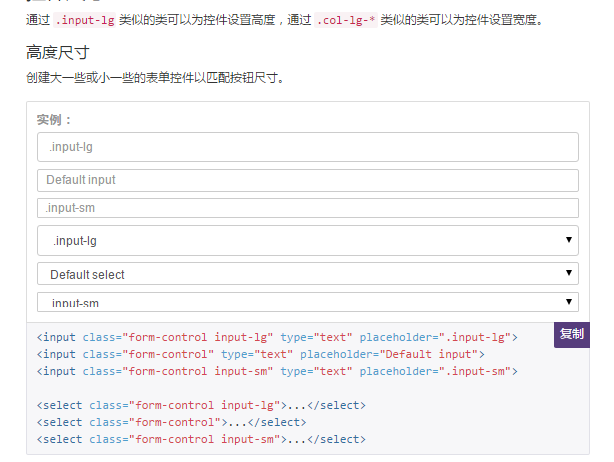 通过 .input-lg 类似的类可以为控件设置高度，通过 .col-lg-* 类似的类可以为控件设置宽度。
高度尺寸
创建大一些或小一些的表单控件以匹配按钮尺寸。
实例：
.input-lg
Default input
.input-sm
.input-lg
Default select
.input-sm
复制
<input class="form-control input-lg" type="text" placeholder=".input-lg">
<input class="form-control" type="text" placeholder="Default input">
<input class="form-control input-sm" type="text" placeholder=".input-sm">
<select class="form-control input-lg">...</select>
<select class="form-control">...</select>
<select class="form-control input-sm">...</select>